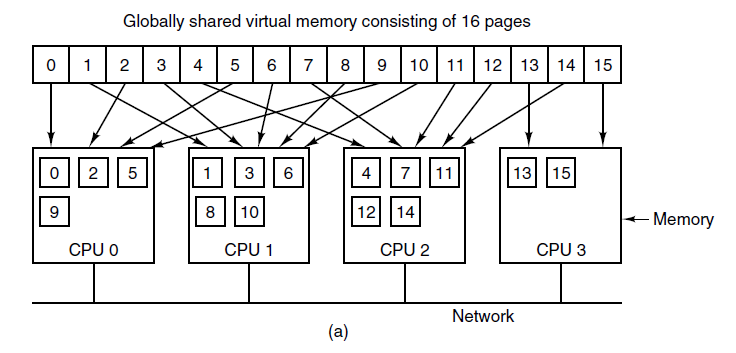 Globally shared virtual memory consisting of 16 pages
0 1 2 3 4 5 6 7 8 9 10 11 12 13 14 15
0 2 5 1 3 6 4 7 11 13 15
9 8 10 12 14
Memory
CPU 0 CPU 1 CPU 2 CPU 3
Network
(a)